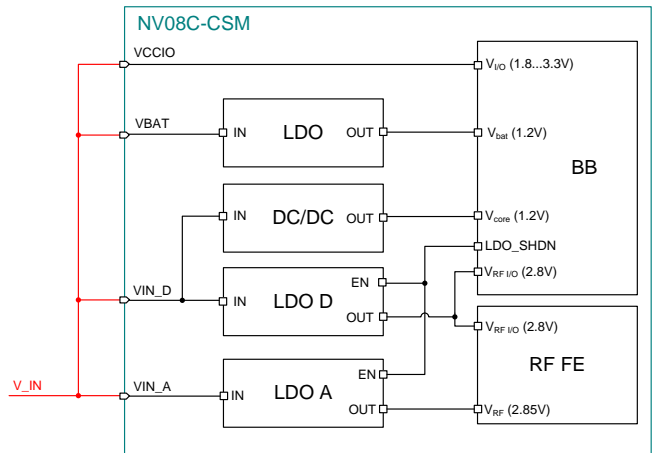 NV08C-CSM
VCCIO
V_I/O (1.8...3.3V)
VBAT
IN
LDO
OUT
V_bat (1.2V)
BB
IN
DC/DC
OUT
V_core (1.2V)
LDO_SHDN
EN
V_RF I/O (2.8V)
VIN_D
IN
LDO D
OUT
V_RF I/O (2.8V)
RF FE
EN
V_IN
VIN_A
IN
LDO A
OUT
V_RF (2.85V)